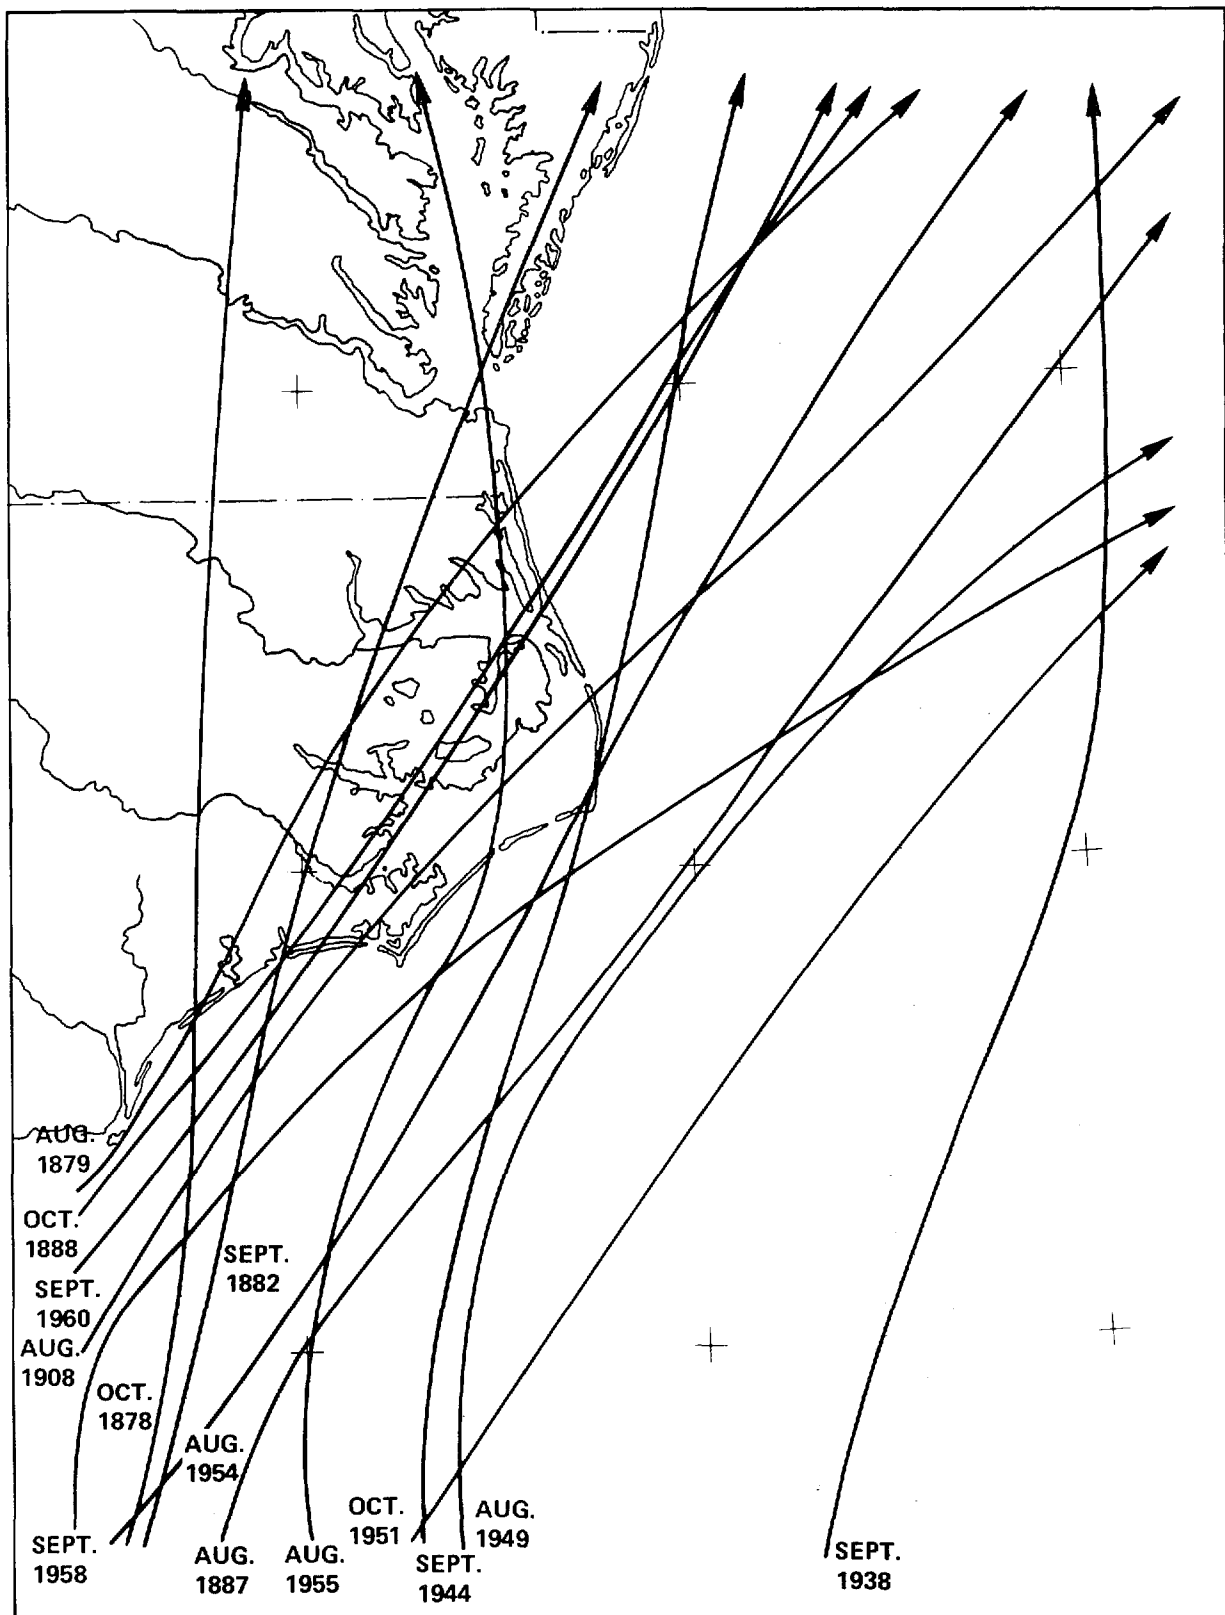 AUG.
1879
OCT.
1888
SEPT.
1960
AUG.
1908
SEPT.
1882
OCT.
1878
AUG.
1954
SEPT.
1958
AUG.
1887
AUG.
1955
OCT.
1951
SEPT.
1944
AUG.
1949
SEPT.
1938